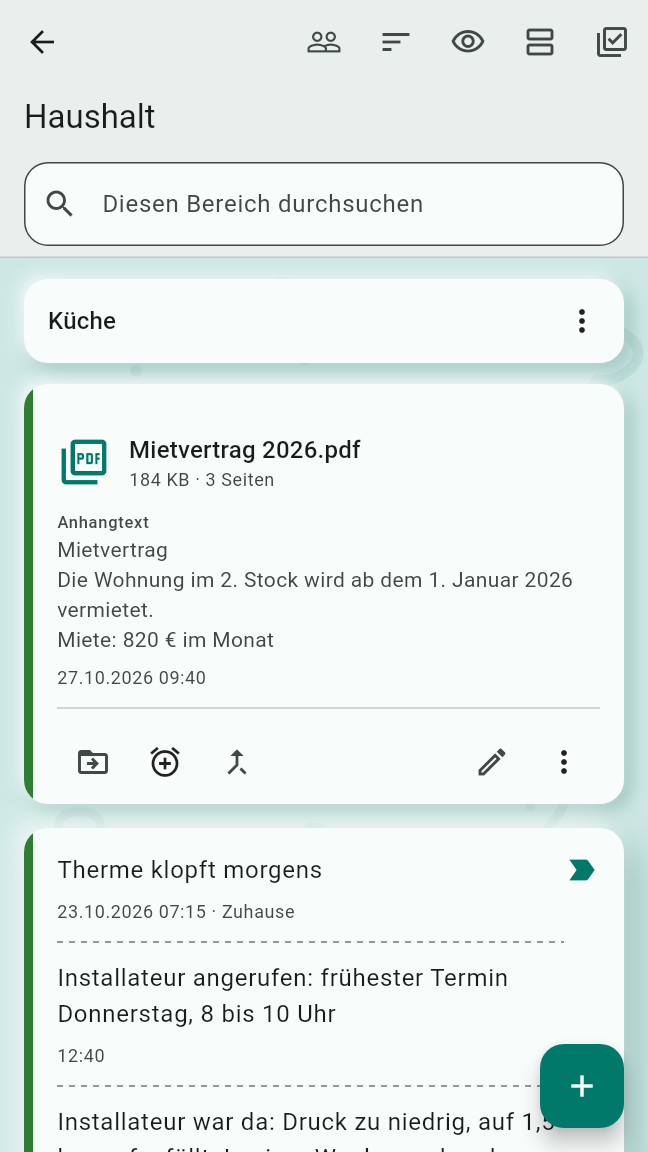 Haushalt
Diesen Bereich durchsuchen
Küche
PDF
Mietvertrag 2026.pdf
184 KB · 3 Seiten
Anhangtext
Mietvertrag
Die Wohnung im 2. Stock wird ab dem 1. Januar 2026
vermietet.
Miete: 820 € im Monat
27.10.2026 09:40
Therme klopft morgens
23.10.2026 07:15 · Zuhause
Installateur angerufen: frühester Termin
Donnerstag, 8 bis 10 Uhr
12:40
Installateur war da: Druck zu niedrig, auf 1,5